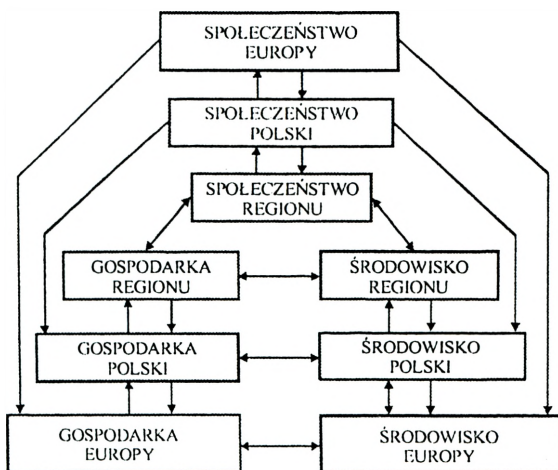 SPOŁECZEŃSTWO
EUROPY
SPOŁECZEŃSTWO
POLSKI
SPOŁECZEŃSTWO
REGIONU
GOSPODARKA
REGIONU
ŚRODOWISKO
REGIONU
GOSPODARKA
POLSKI
ŚRODOWISKO
POLSKI
GOSPODARKA
EUROPY
ŚRODOWISKO
EUROPY